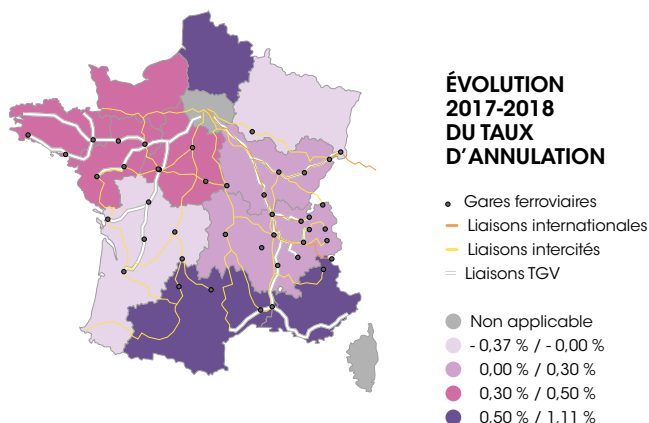 ÉVOLUTION
2017-2018
DU TAUX
D’ANNULATION
Gares ferroviaires
Liaisons internationales
Liaisons intercités
Liaisons TGV
Non applicable
- 0,37 % / - 0,00 %
0,00 % / 0,30 %
0,30 % / 0,50 %
0,50 % / 1,11 %